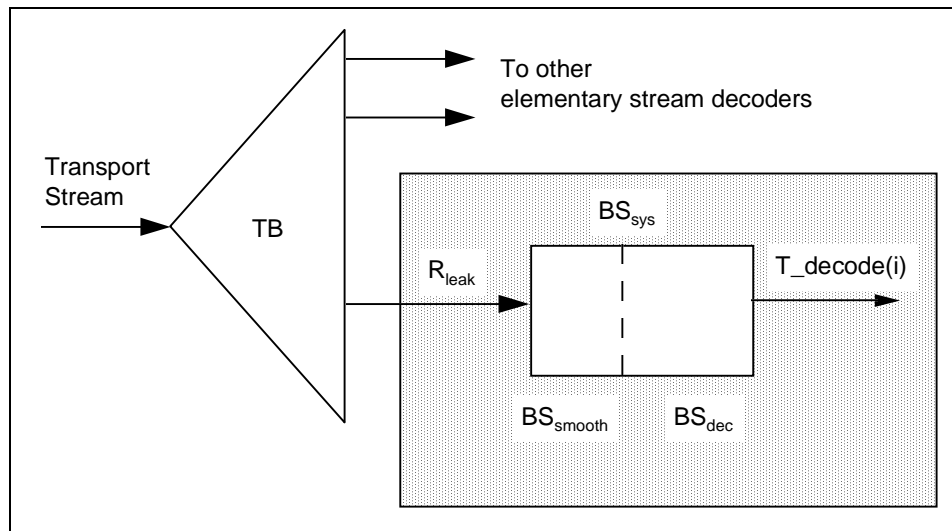 To other
elementary stream decoders
Transport
Stream
TB
BSsys
Rleak
T_decode(i)
BSsmooth
BSdec